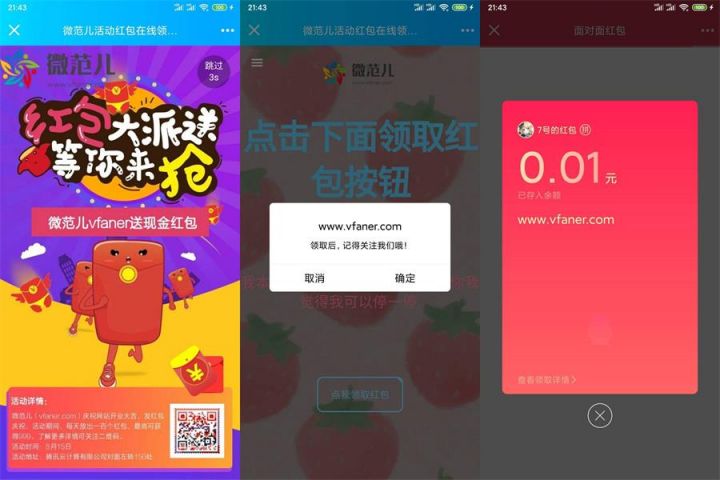 21:43
100
微范儿活动红包在线领...
微范儿
跳过
3s
红包大派送
等你来抢
微范儿vfaner送现金红包
活动详情:
微范儿(vfaner.com)庆祝网站开业大吉,发红包
庆祝,活动期间,每天放出一百个红包,最高可获
得999,了解更多详情可关注二维码。
活动时间:8月15日
活动地址:腾讯云计算有限公司对面左转156处
21:43
100
微范儿活动红包在线领...
微范儿
点击下面领取红
包按钮
www.vfaner.com
领取后,记得关注我们哦!
取消
确定
觉得我可以停一停
点我领取红包
21:43
100
面对面红包
7号的红包 拼
0.01元
已存入余额
www.vfaner.com
查看领取详情>